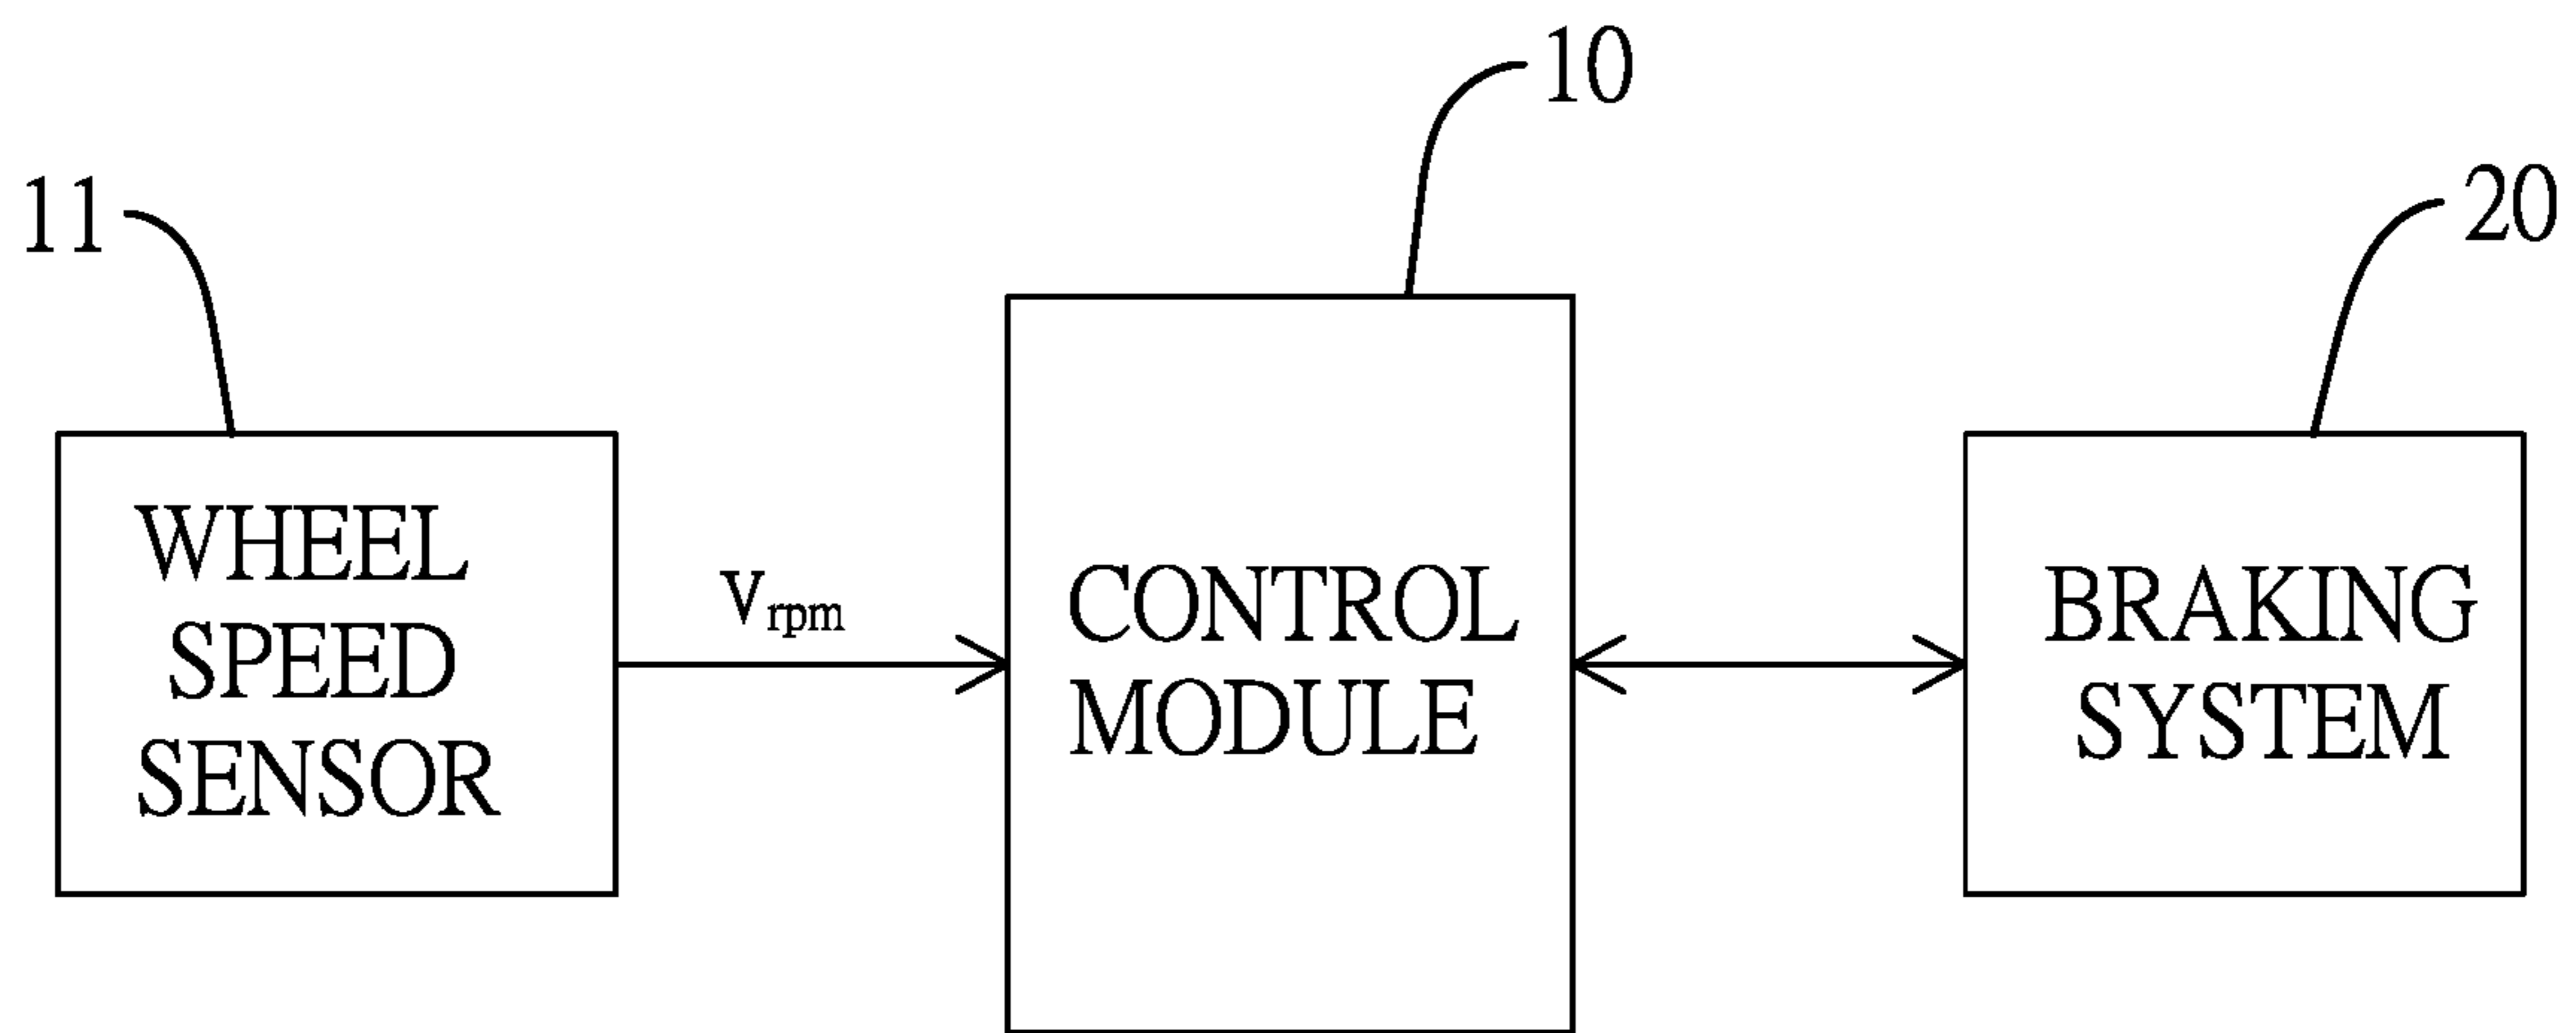 10
11
20
WHEEL
SPEED
SENSOR
Vrpm
CONTROL
MODULE
BRAKING
SYSTEM